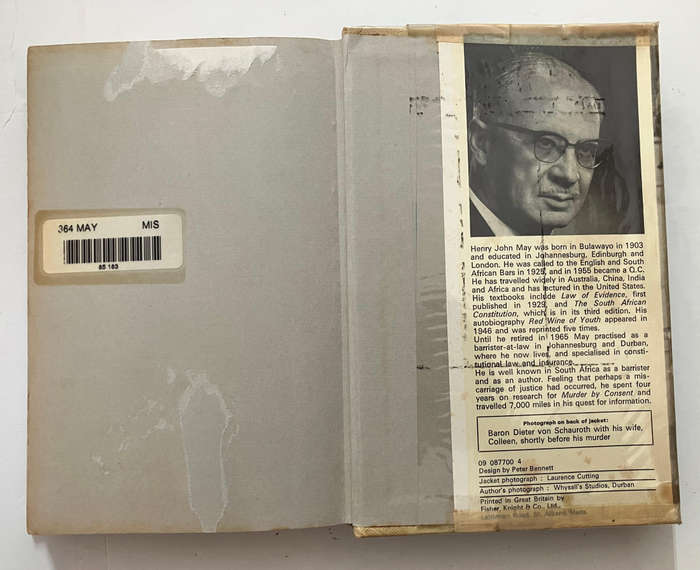 364 MAY MIS
85 183
Henry John May was born in Bulawayo in 1903
and educated in Johannesburg, Edinburgh and
London. He was called to the English and South
African Bars in 1925, and in 1955 became a Q.C.
He has travelled widely in Australia, China, India
and Africa and has lectured in the United States.
His textbooks include Law of Evidence, first
published in 1929, and The South African
Constitution, which is in its third edition. His
autobiography Red Wine of Youth appeared in
1946 and was reprinted five times.
Until he retired in 1965 May practised as a
barrister-at-law in Johannesburg and Durban,
where he now lives, and specialised in consti-
tutional law and insurance.
He is well known in South Africa as a barrister
and as an author. Feeling that perhaps a mis-
carriage of justice had occurred, he spent four
years on research for Murder by Consent and
travelled 7,000 miles in his quest for information.
Photograph on back of jacket:
Baron Dieter von Schauroth with his wife,
Colleen, shortly before his murder
09 087700 4
Design by Peter Bennett
Jacket photograph : Laurence Cutting
Author's photograph : Whysall's Studios, Durban
Printed in Great Britain by
Fisher, Knight & Co., Ltd.,
Road, St. Albans, Herts.